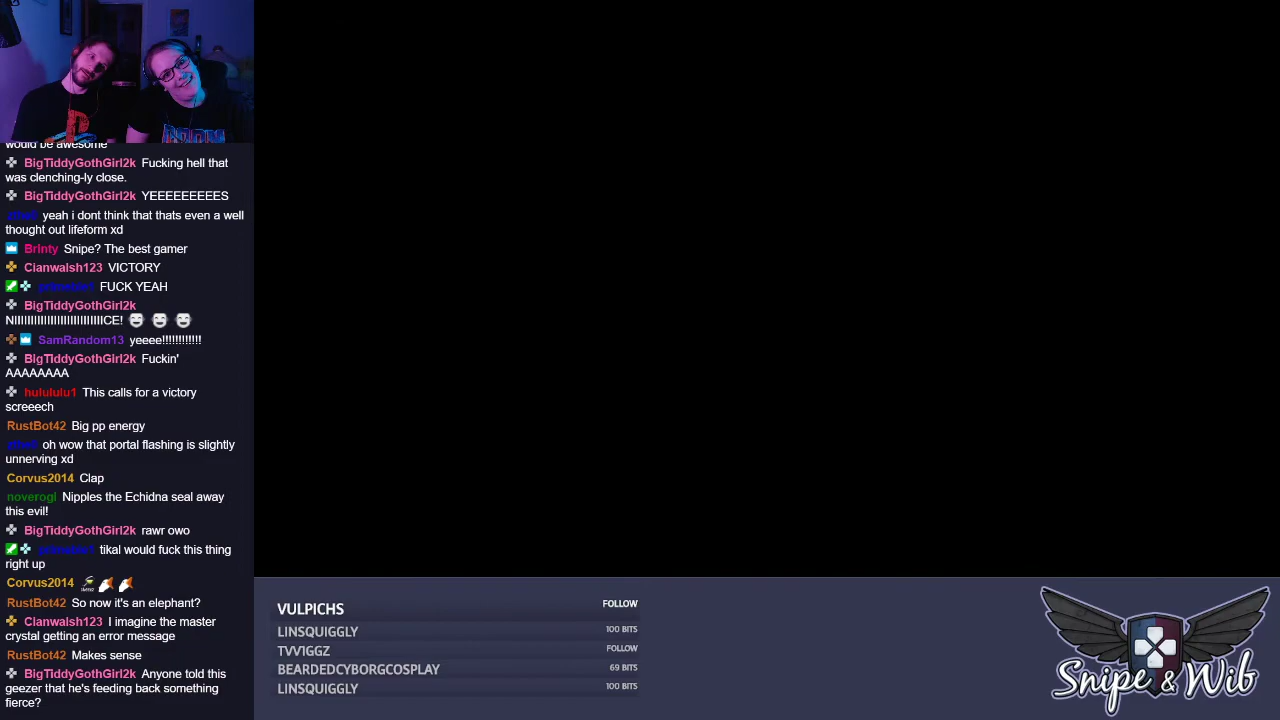 would be awesome
BigTiddyGothGirl2k Fucking hell that
was clenching-ly close.
BigTiddyGothGirl2k YEEEEEEEEES
yeah i dont think that thats even a well
thought out lifeform xd
Brinty Snipe? The best gamer
Cianwalsh123 VICTORY
FUCK YEAH
BigTiddyGothGirl2k
NIIIIIIIIIIIIIIIIIIIIIIIIIICE!
SamRandom13 yeeee!!!!!!!!!!!!
BigTiddyGothGirl2k Fuckin'
AAAAAAAA
hulululu1 This calls for a victory
screeech
RustBot42 Big pp energy
oh wow that portal flashing is slightly
unnerving xd
Corvus2014 Clap
noverogl Nipples the Echidna seal away
this evil!
BigTiddyGothGirl2k rawr owo
tikal would fuck this thing
right up
Corvus2014
RustBot42 So now it's an elephant?
Cianwalsh123 I imagine the master
crystal getting an error message
RustBot42 Makes sense
BigTiddyGothGirl2k Anyone told this
geezer that he's feeding back something
fierce?
VULPICHS FOLLOW
LINSQUIGGLY 100 BITS
TVV1GGZ FOLLOW
BEARDEDCYBORGCOSPLAY 69 BITS
LINSQUIGGLY 100 BITS
Snipe & Wib